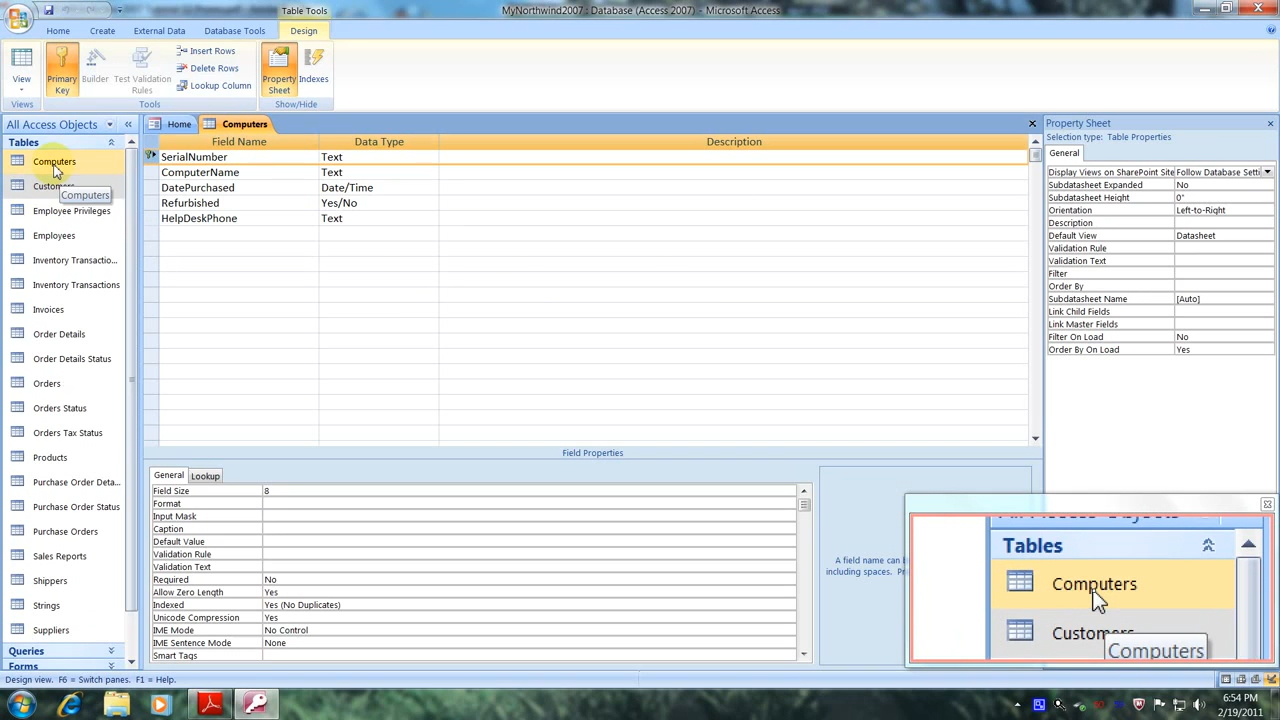 Table Tools
MyNorthwind2007 : Database (Access 2007) - Microsoft Access
Home
Create
External Data
Database Tools
Design
View
Primary Key
Builder
Test Validation Rules
Insert Rows
Delete Rows
Lookup Column
Property Sheet
Indexes
Views
Tools
Show/Hide
All Access Objects
Tables
Computers
Customers
Computers
Employee Privileges
Employees
Inventory Transactio...
Inventory Transactions
Invoices
Order Details
Order Details Status
Orders
Orders Status
Orders Tax Status
Products
Purchase Order Deta...
Purchase Order Status
Purchase Orders
Sales Reports
Shippers
Strings
Suppliers
Queries
Forms
Home
Computers
Field Name Data Type Description
SerialNumber Text
ComputerName Text
DatePurchased Date/Time
Refurbished Yes/No
HelpDeskPhone Text
Field Properties
General Lookup
Field Size 8
Format
Input Mask
Caption
Default Value
Validation Rule
Validation Text
Required No
Allow Zero Length Yes
Indexed Yes (No Duplicates)
Unicode Compression Yes
IME Mode No Control
IME Sentence Mode None
Smart Tags
A field name can b
including spaces. Pr
Property Sheet
Selection type: Table Properties
General
Display Views on SharePoint Site Follow Database Setti
Subdatasheet Expanded No
Subdatasheet Height 0"
Orientation Left-to-Right
Description
Default View Datasheet
Validation Rule
Validation Text
Filter
Order By
Subdatasheet Name [Auto]
Link Child Fields
Link Master Fields
Filter On Load No
Order By On Load Yes
Tables
Computers
Customers
Computers
Design view. F6 = Switch panes. F1 = Help.
6:54 PM
2/19/2011